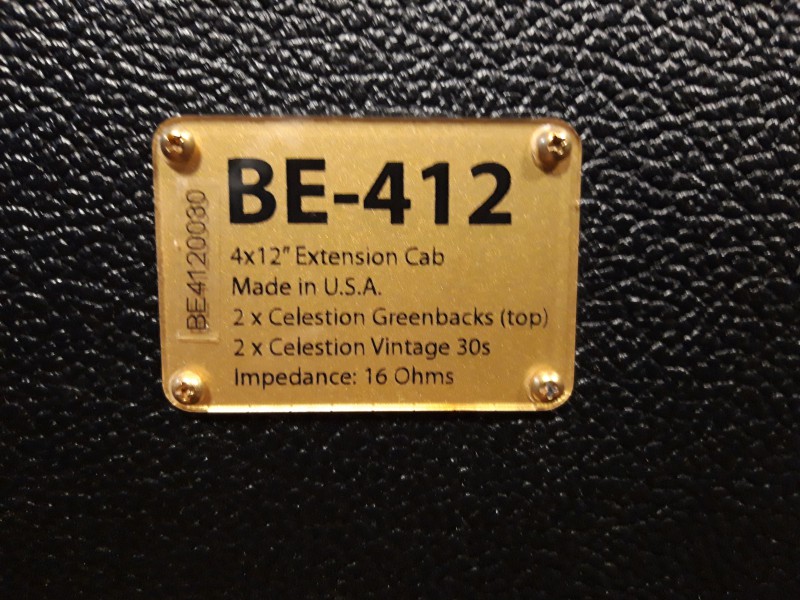 BE-412
4x12" Extension Cab
Made in U.S.A.
2 x Celestion Greenbacks (top)
2 x Celestion Vintage 30s
Impedance: 16 Ohms
BE4120080